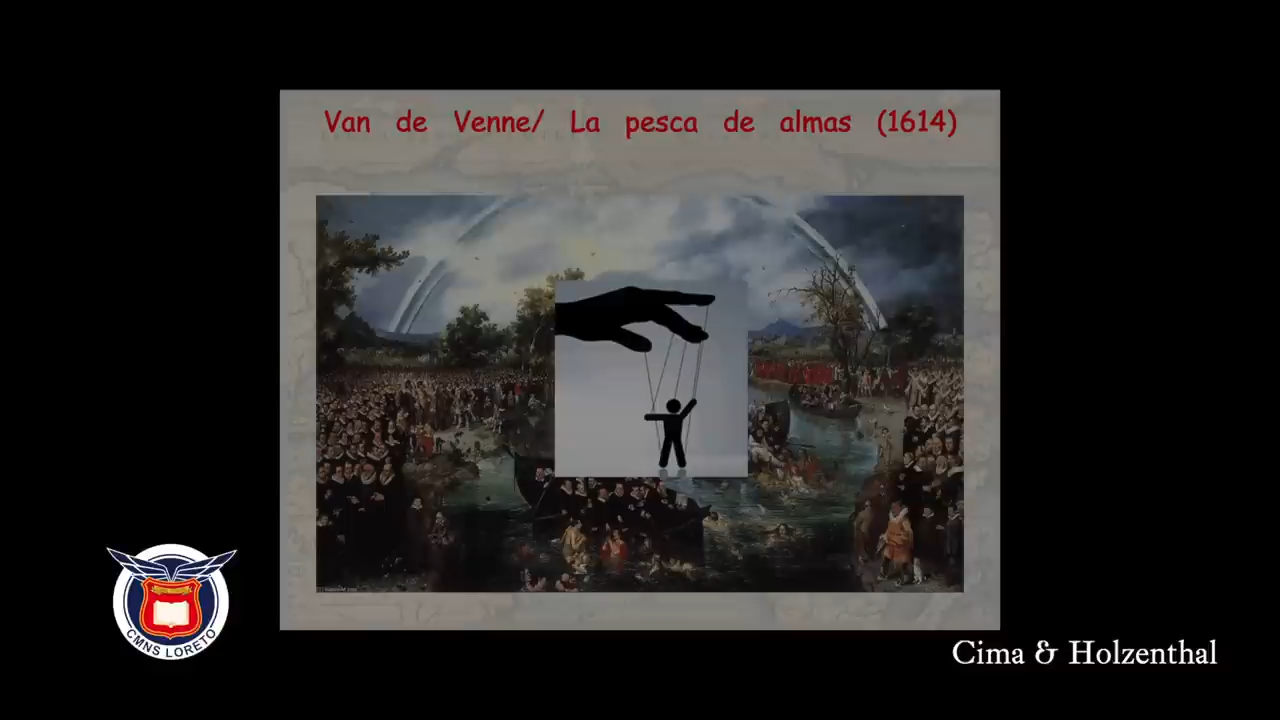 Van de Venne/ La pesca de almas (1614)
CMNS LORETO
Cima & Holzenthal